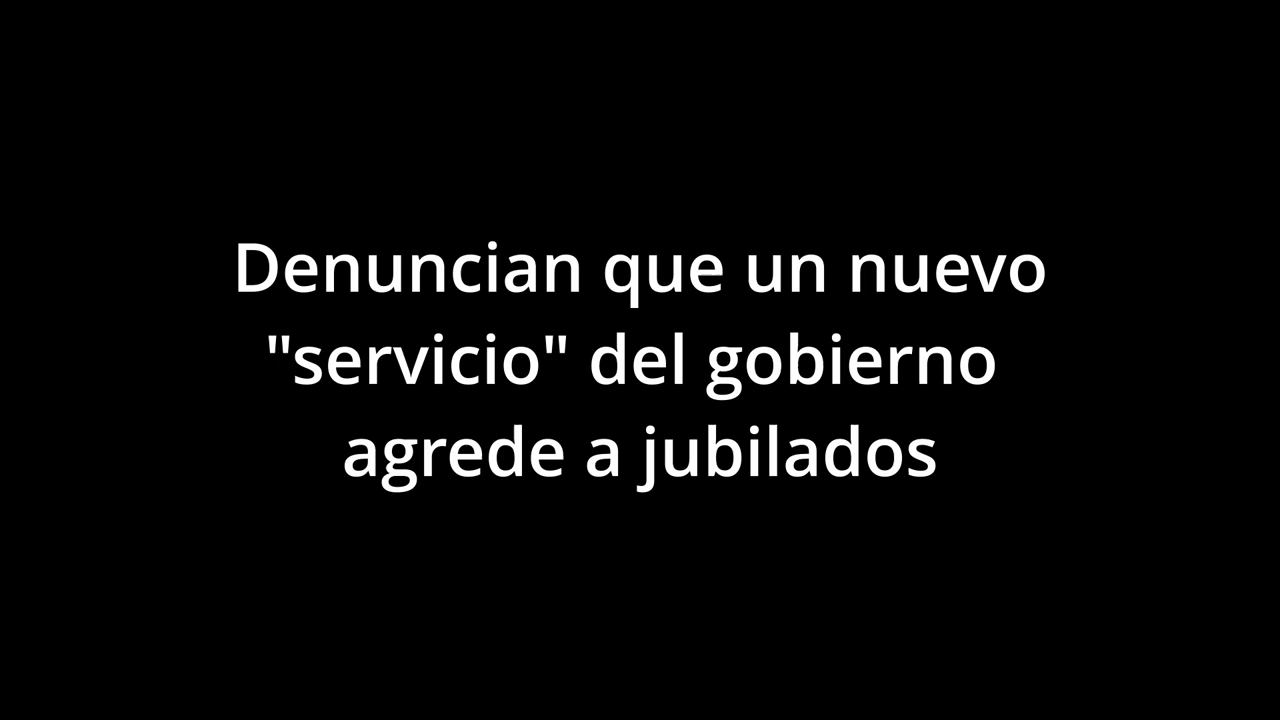 Denuncian que un nuevo
"servicio" del gobierno
agrede a jubilados